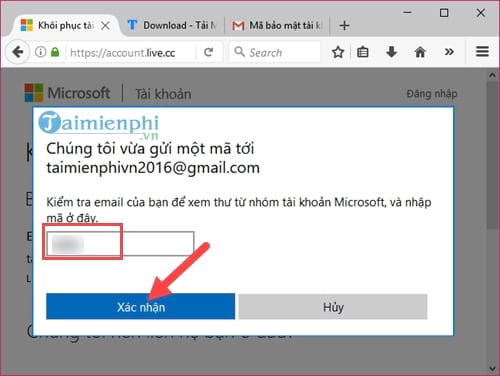 Khôi phục tài
Download - Tải M
Mã bảo mật tài kh
https://account.live.cc
Search
Microsoft
Tài khoản
Đăng nhập
Taimienphi
.vn
Chúng tôi vừa gửi một mã tới
taimienphivn2016@gmail.com
Kiểm tra email của bạn để xem thư từ nhóm tài khoản Microsoft, và nhập
mã ở đây.
Xác nhận
Hủy